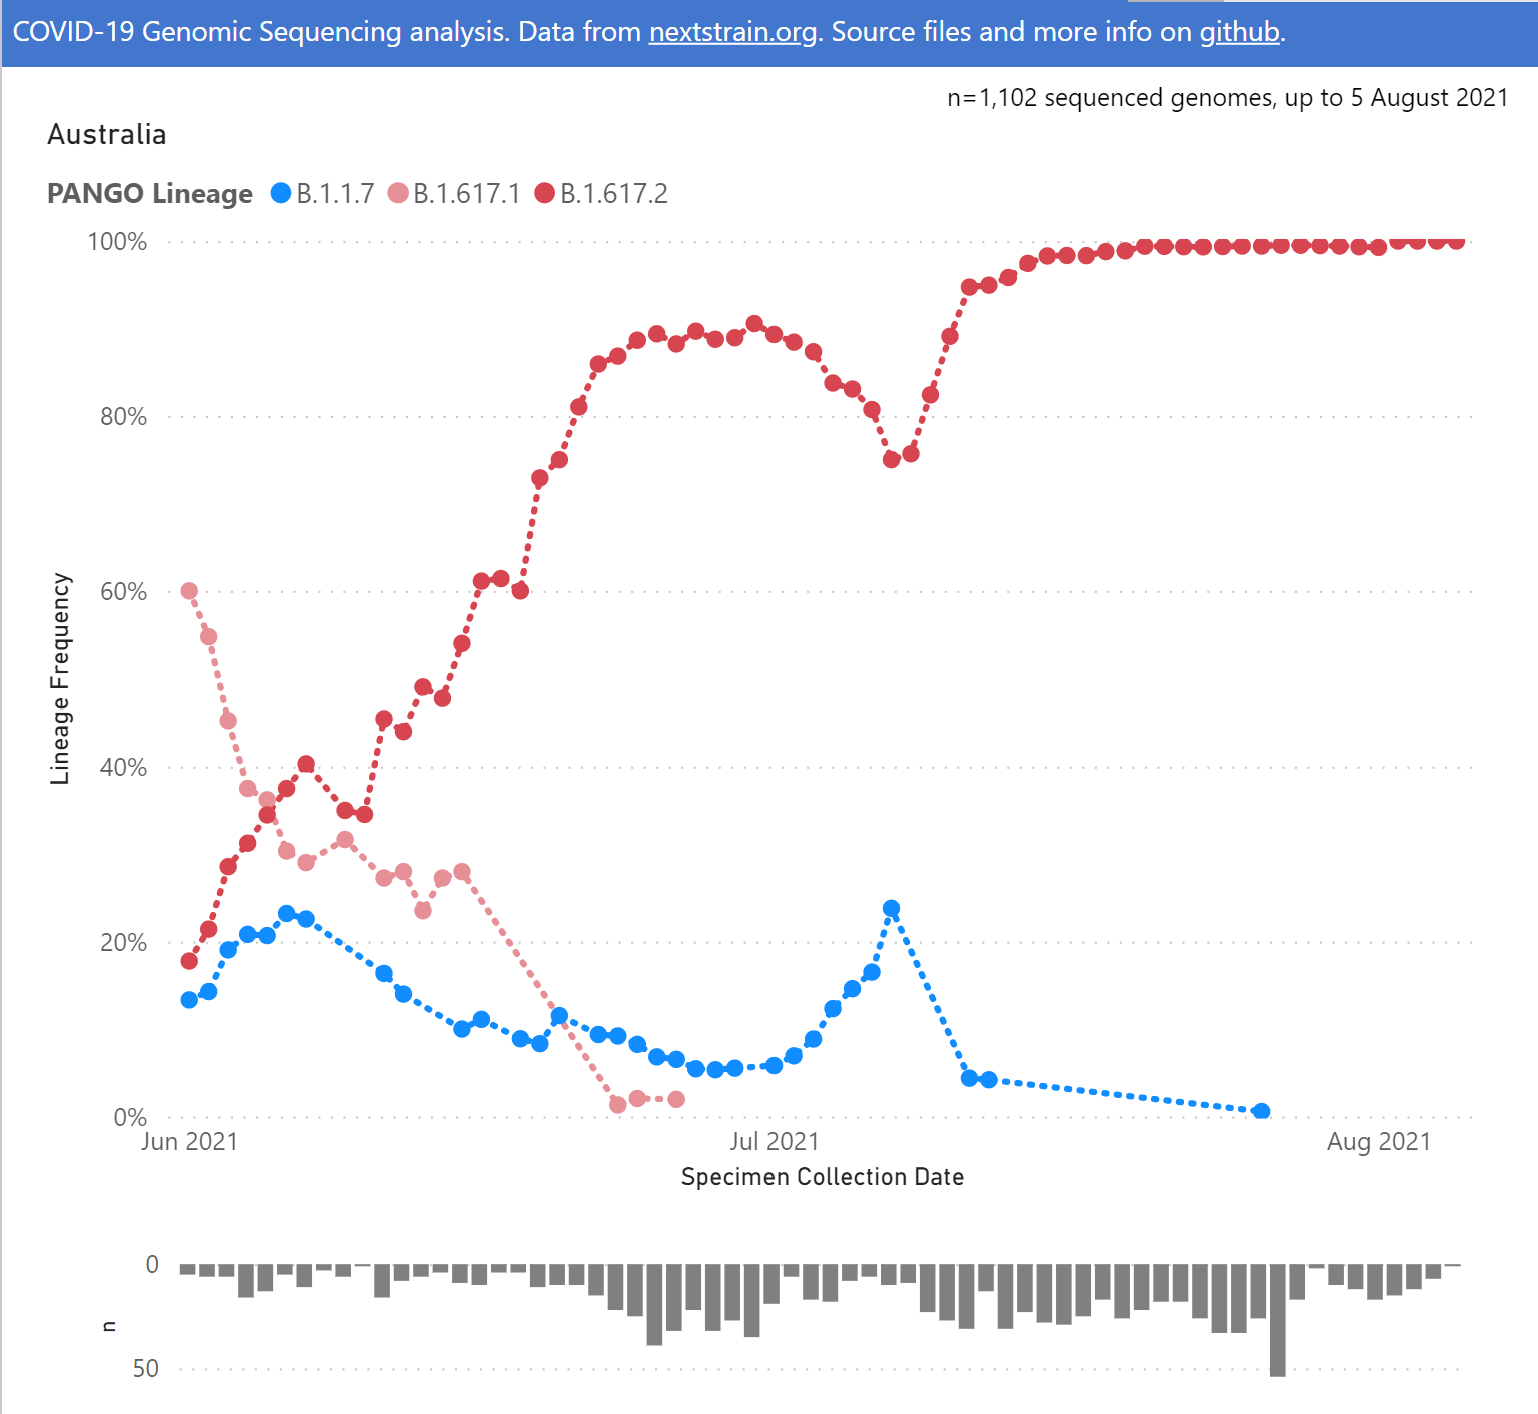 COVID-19 Genomic Sequencing analysis. Data from nextstrain.org. Source files and more info on github.
n=1,102 sequenced genomes, up to 5 August 2021
Australia
PANGO Lineage B.1.1.7 B.1.617.1 B.1.617.2
100%
80%
60%
40%
20%
0%
Lineage Frequency
Jun 2021 Jul 2021 Aug 2021
Specimen Collection Date
0
n
50